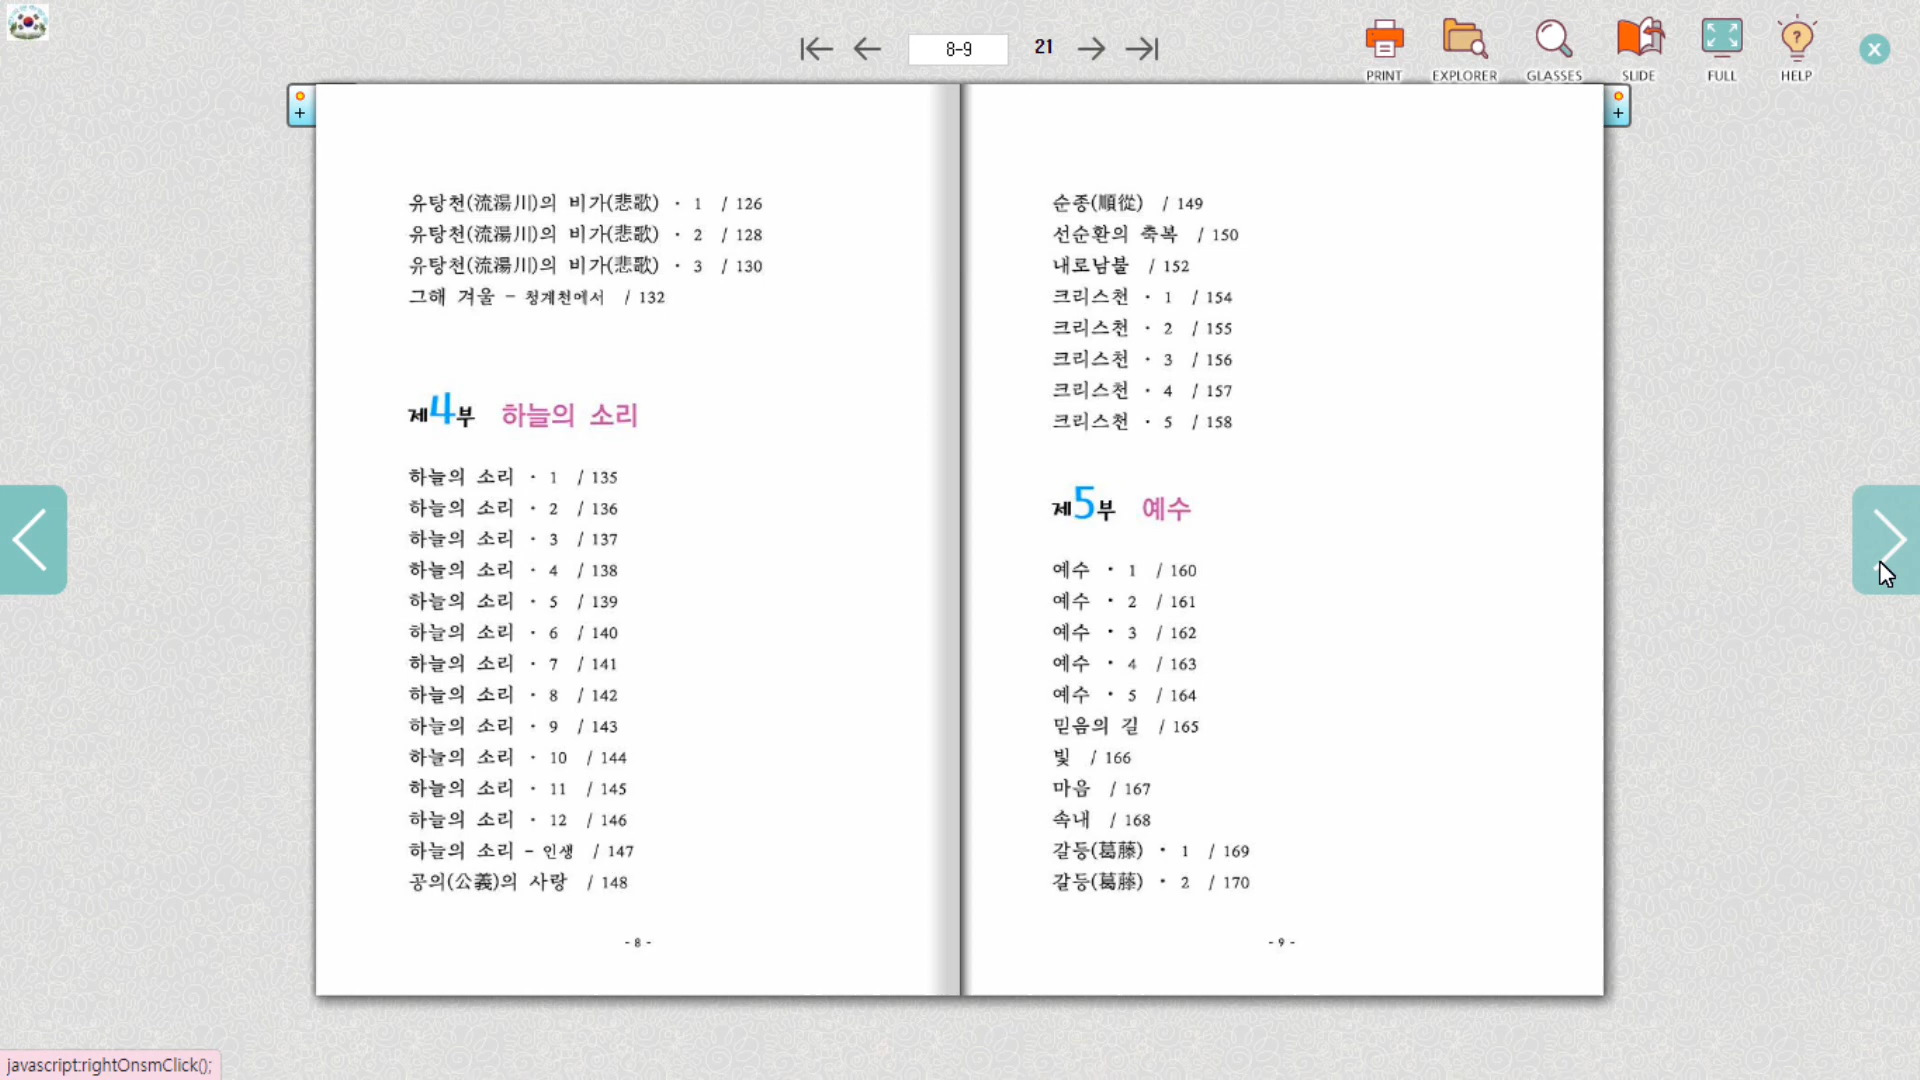 8-9
21
PRINT
EXPLORER
GLASSES
SLIDE
FULL
HELP
유탕천(流湯川)의 비가(悲歌) · 1 / 126
유탕천(流湯川)의 비가(悲歌) · 2 / 128
유탕천(流湯川)의 비가(悲歌) · 3 / 130
그해 겨울 - 청계천에서 / 132
제4부 하늘의 소리
하늘의 소리 · 1 / 135
하늘의 소리 · 2 / 136
하늘의 소리 · 3 / 137
하늘의 소리 · 4 / 138
하늘의 소리 · 5 / 139
하늘의 소리 · 6 / 140
하늘의 소리 · 7 / 141
하늘의 소리 · 8 / 142
하늘의 소리 · 9 / 143
하늘의 소리 · 10 / 144
하늘의 소리 · 11 / 145
하늘의 소리 · 12 / 146
하늘의 소리 - 인생 / 147
공의(公義)의 사랑 / 148
- 8 -
순종(順從) / 149
선순환의 축복 / 150
내로남불 / 152
크리스천 · 1 / 154
크리스천 · 2 / 155
크리스천 · 3 / 156
크리스천 · 4 / 157
크리스천 · 5 / 158
제5부 예수
예수 · 1 / 160
예수 · 2 / 161
예수 · 3 / 162
예수 · 4 / 163
예수 · 5 / 164
믿음의 길 / 165
빛 / 166
마음 / 167
속내 / 168
갈등(葛藤) · 1 / 169
갈등(葛藤) · 2 / 170
- 9 -
javascript:rightOnsmClick();